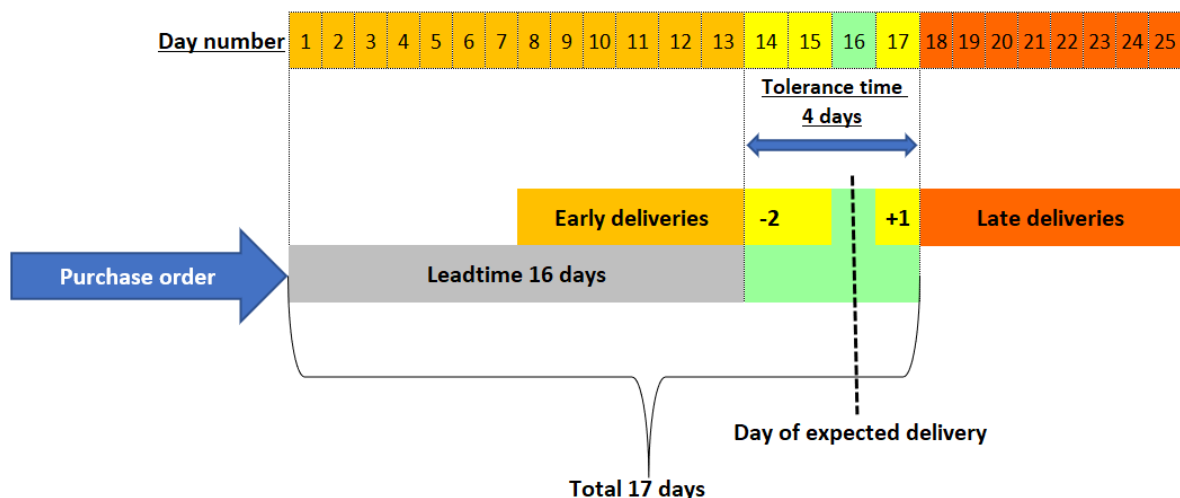 Day number 1 2 3 4 5 6 7 8 9 10 11 12 13 14 15 16 17 18 19 20 21 22 23 24 25
Tolerance time
4 days
Early deliveries -2 +1 Late deliveries
Purchase order Leadtime 16 days
Day of expected delivery
Total 17 days